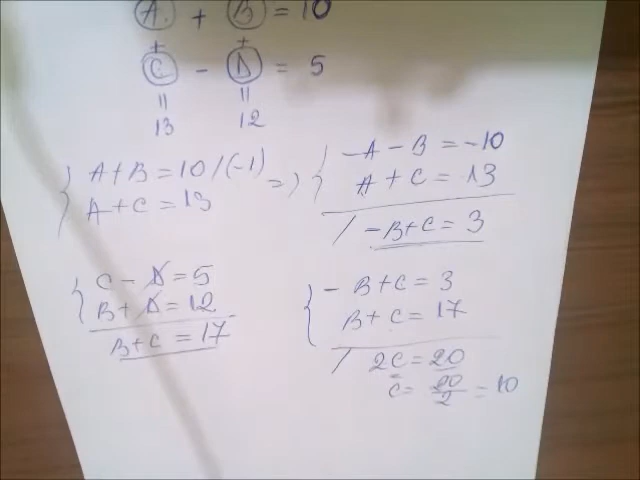 A + B = 10
+ +
C - D = 5
= =
13 12
{ A+B = 10 /(-1)
A+C = 13
=> { -A - B = -10
A + C = 13
/ -B+C = 3
{ C - D = 5
B + D = 12
B+C = 17
{ - B+C = 3
B+C = 17
/ 2C = 20
C = 20/2 = 10